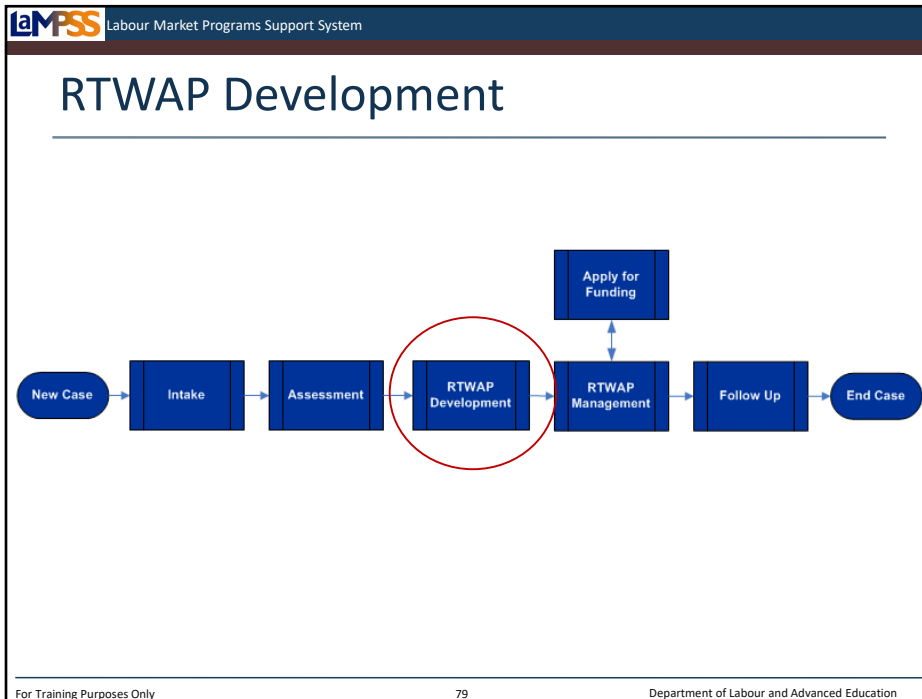 LaMPSS Labour Market Programs Support System
RTWAP Development
Apply for
Funding
New Case
Intake
Assessment
RTWAP
Development
RTWAP
Management
Follow Up
End Case
For Training Purposes Only
79
Department of Labour and Advanced Education